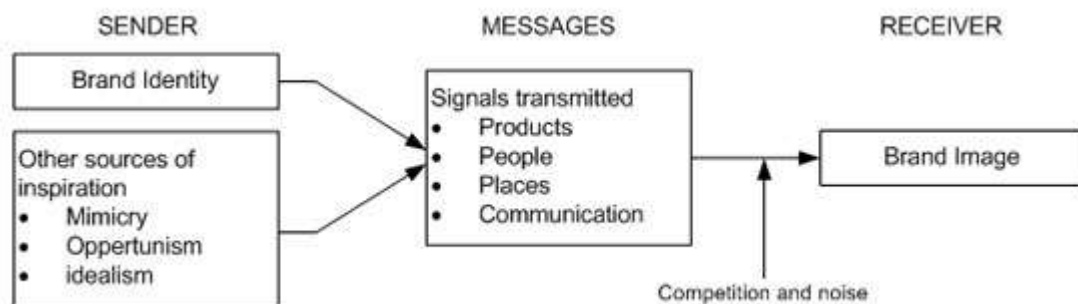 SENDER
MESSAGES
RECEIVER
Brand Identity
Other sources of
inspiration
• Mimicry
• Oppertunism
• idealism
Signals transmitted
• Products
• People
• Places
• Communication
Brand Image
Competition and noise